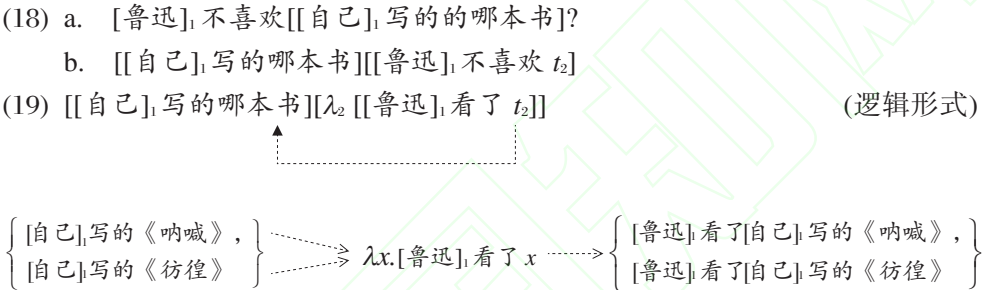 (18) a. [鲁迅]₁不喜欢[[自己]₁写的的哪本书]?
b. [[自己]₁写的哪本书][[鲁迅]₁不喜欢 t₂]
(19) [[自己]₁写的哪本书][λ₂ [[鲁迅]₁看了 t₂]] (逻辑形式)
{[自己]₁写的《呐喊》, [自己]₁写的《彷徨》} λx.[鲁迅]₁看了 x {[鲁迅]₁看了[自己]₁写的《呐喊》, [鲁迅]₁看了[自己]₁写的《彷徨》}